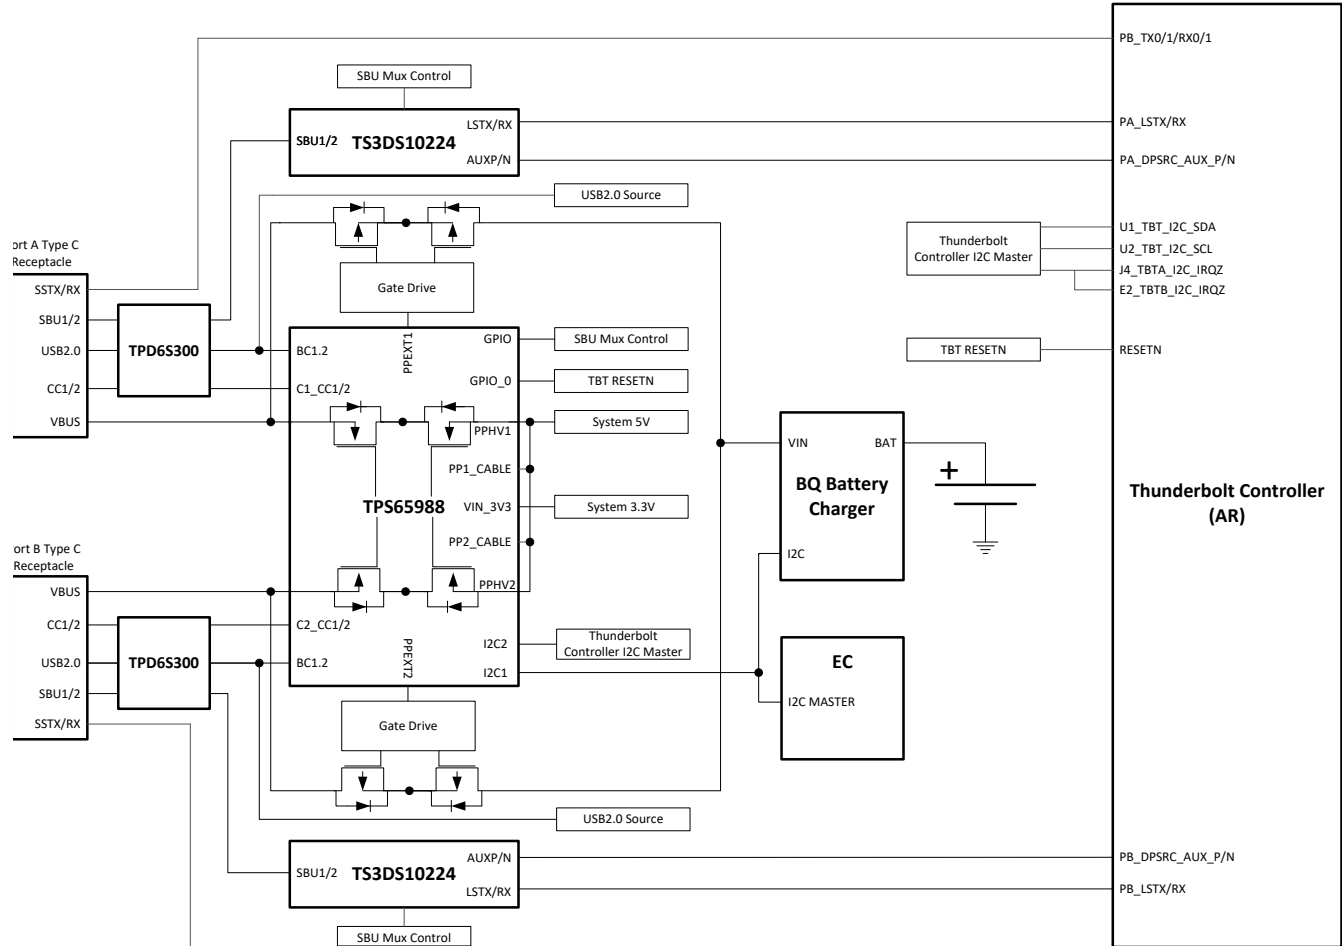 PB_TX0/1/RX0/1
SBU Mux Control
LSTX/RX
SBU1/2
TS3DS10224
AUXP/N
PA_LSTX/RX
PA_DPSRC_AUX_P/N
USB2.0 Source
U1_TBT_I2C_SDA
Thunderbolt
Controller I2C Master
U2_TBT_I2C_SCL
J4_TBTA_I2C_IRQZ
E2_TBTB_I2C_IRQZ
ort A Type C
Receptacle
SSTX/RX
SBU1/2
USB2.0
CC1/2
VBUS
TPD6S300
Gate Drive
PPEXT1
BC1.2
C1_CC1/2
GPIO
SBU Mux Control
GPIO_0
TBT RESETN
TBT RESETN
RESETN
PPHV1
System 5V
PP1_CABLE
TPS65988
VIN_3V3
System 3.3V
PP2_CABLE
PPHV2
VIN
BAT
BQ Battery
Charger
I2C
+
Thunderbolt Controller
(AR)
ort B Type C
Receptacle
VBUS
CC1/2
USB2.0
SBU1/2
SSTX/RX
TPD6S300
C2_CC1/2
BC1.2
PPEXT2
I2C2
Thunderbolt
Controller I2C Master
I2C1
EC
I2C MASTER
Gate Drive
USB2.0 Source
AUXP/N
SBU1/2
TS3DS10224
LSTX/RX
PB_DPSRC_AUX_P/N
PB_LSTX/RX
SBU Mux Control